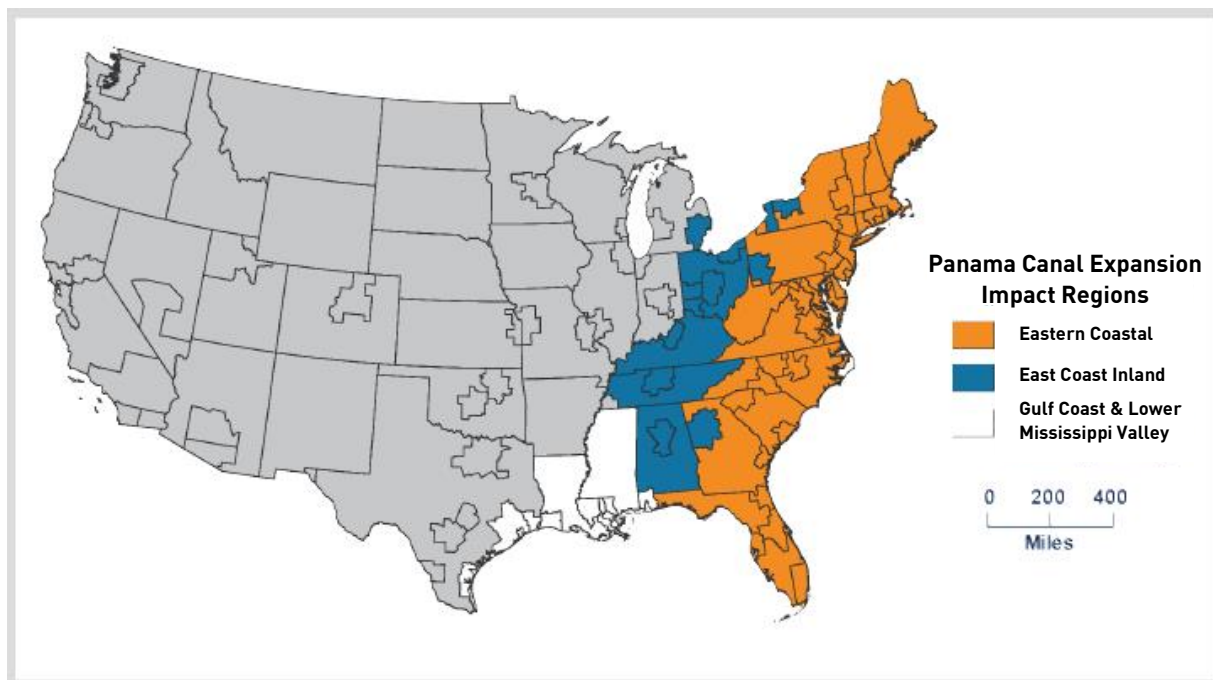 Panama Canal Expansion
Impact Regions
Eastern Coastal
East Coast Inland
Gulf Coast & Lower
Mississippi Valley
0 200 400
Miles